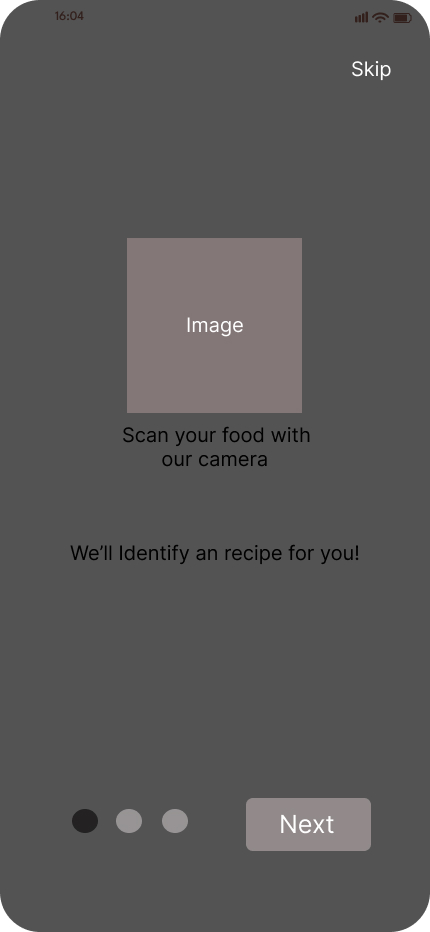 16:04
Skip
Image
Scan your food with
our camera
We’ll Identify an recipe for you!
Next